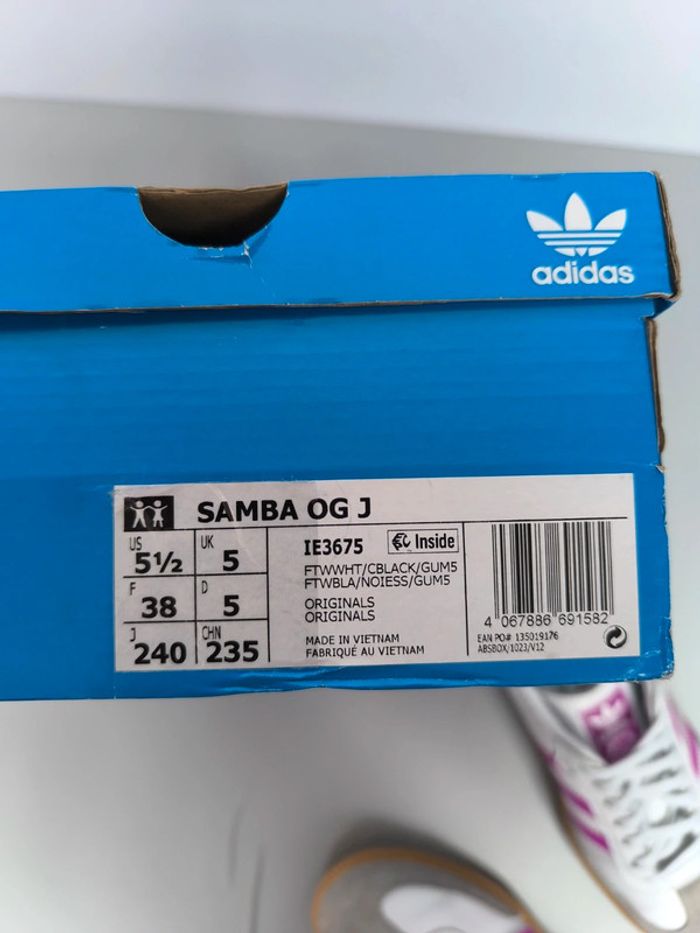 adidas
SAMBA OG J
US
5½
UK
5
F
38
D
5
J
240
CHN
235
IE3675
Inside
FTWWHT/CBLACK/GUM5
FTWBLA/NOIESS/GUM5
ORIGINALS
ORIGINALS
MADE IN VIETNAM
FABRIQUÉ AU VIETNAM
4 067886 691582
EAN PO# 135019176
ABSBOX/1023/V12